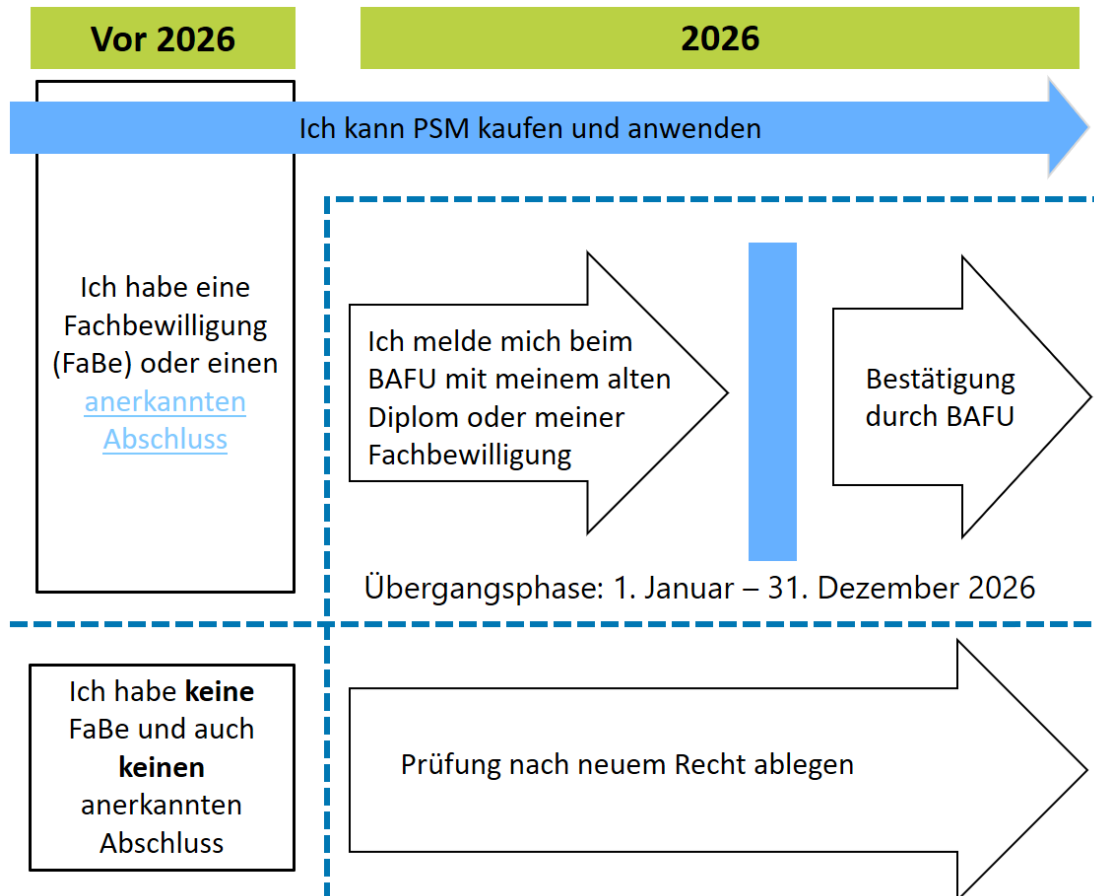 Vor 2026
2026
Ich kann PSM kaufen und anwenden
Ich habe eine
Fachbewilligung
(FaBe) oder einen
anerkannten
Abschluss
Ich melde mich beim
BAFU mit meinem alten
Diplom oder meiner
Fachbewilligung
Bestätigung
durch BAFU
Übergangsphase: 1. Januar – 31. Dezember 2026
Ich habe keine
FaBe und auch
keinen
anerkannten
Abschluss
Prüfung nach neuem Recht ablegen